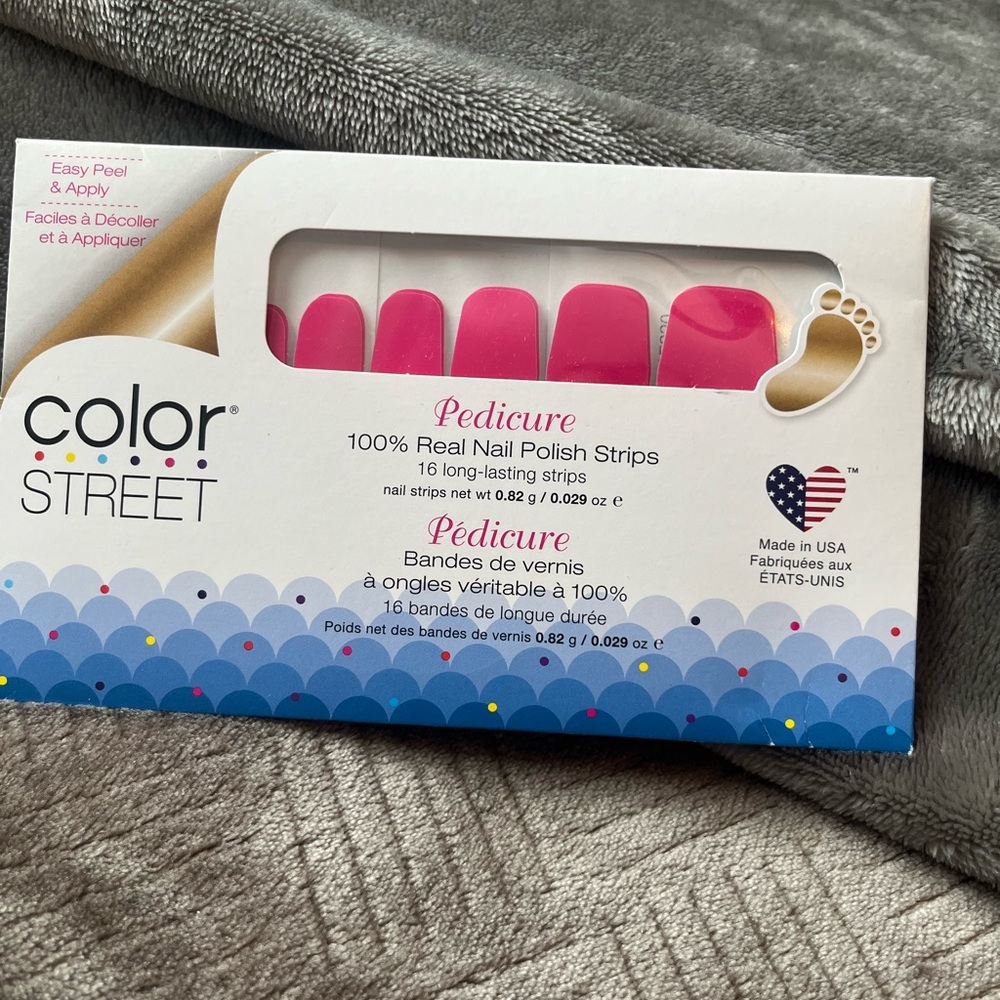 Easy Peel
& Apply
Faciles à Décoller
et à Appliquer
color®
STREET
Pedicure
100% Real Nail Polish Strips
16 long-lasting strips
nail strips net wt 0.82 g / 0.029 oz ℮
Pédicure
Bandes de vernis
à ongles véritable à 100%
16 bandes de longue durée
Poids net des bandes de vernis 0.82 g / 0.029 oz ℮
™
Made in USA
Fabriquées aux
ÉTATS-UNIS